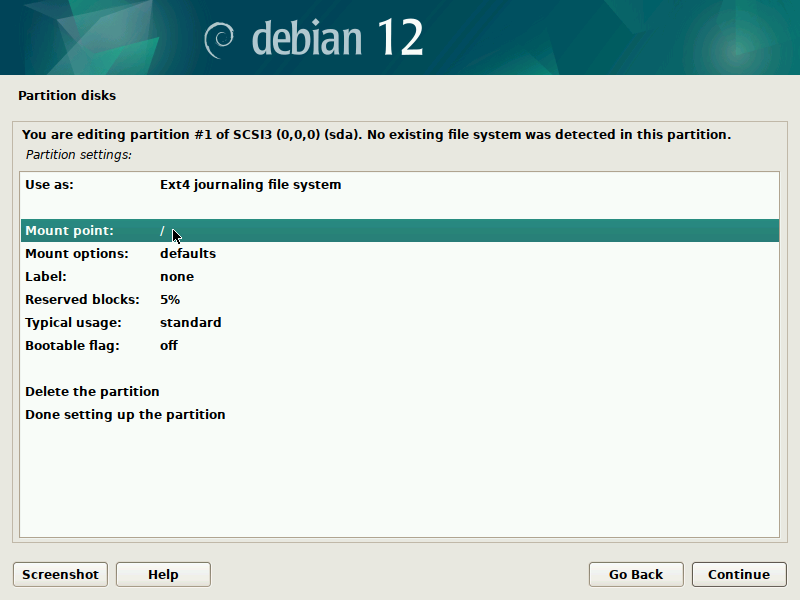 debian 12
Partition disks
You are editing partition #1 of SCSI3 (0,0,0) (sda). No existing file system was detected in this partition.
Partition settings:
Use as: Ext4 journaling file system
Mount point: /
Mount options: defaults
Label: none
Reserved blocks: 5%
Typical usage: standard
Bootable flag: off
Delete the partition
Done setting up the partition
Screenshot Help Go Back Continue